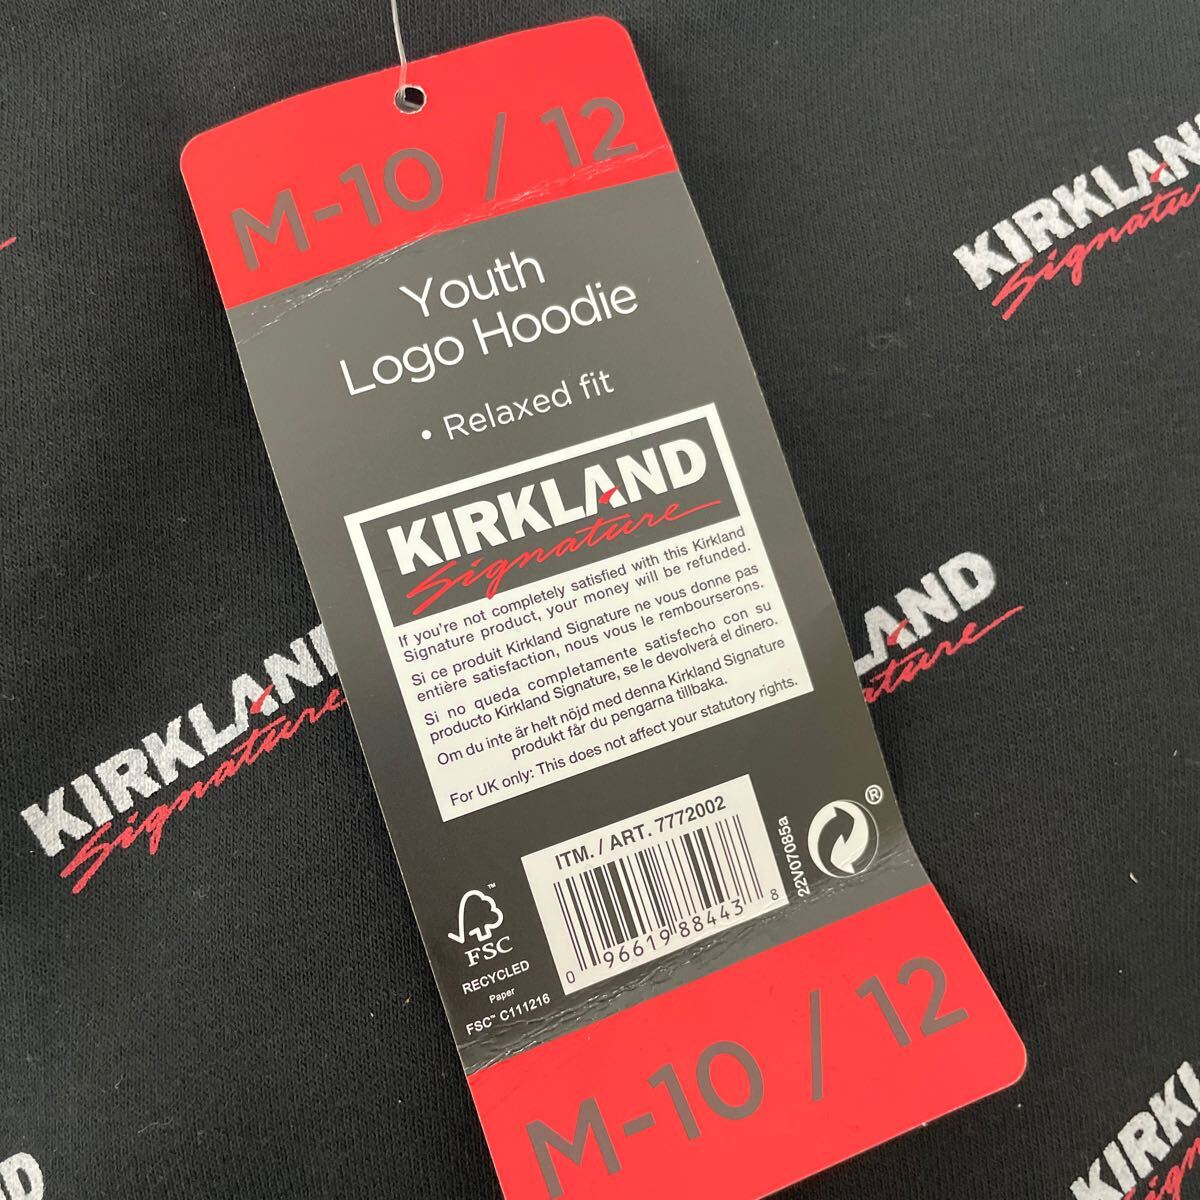 M-10 / 12
Youth
Logo Hoodie
• Relaxed fit
KIRKLAND
Signature
If you're not completely satisfied with this Kirkland
Signature product, your money will be refunded.
Si ce produit Kirkland Signature ne vous donne pas
entière satisfaction, nous vous le rembourserons.
Si no queda completamente satisfecho con su
producto Kirkland Signature, se le devolverá el dinero.
Om du inte är helt nöjd med denna Kirkland Signature
produkt får du pengarna tillbaka.
For UK only: This does not affect your statutory rights.
ITM. / ART. 7772002
0 96619 88443 8
22V07085a
®
™
FSC
RECYCLED
Paper
FSC™ C111216
M-10 / 12
KIRKLAND
Signature
KIRKLAND
Signature
KIRKLAND
Signature